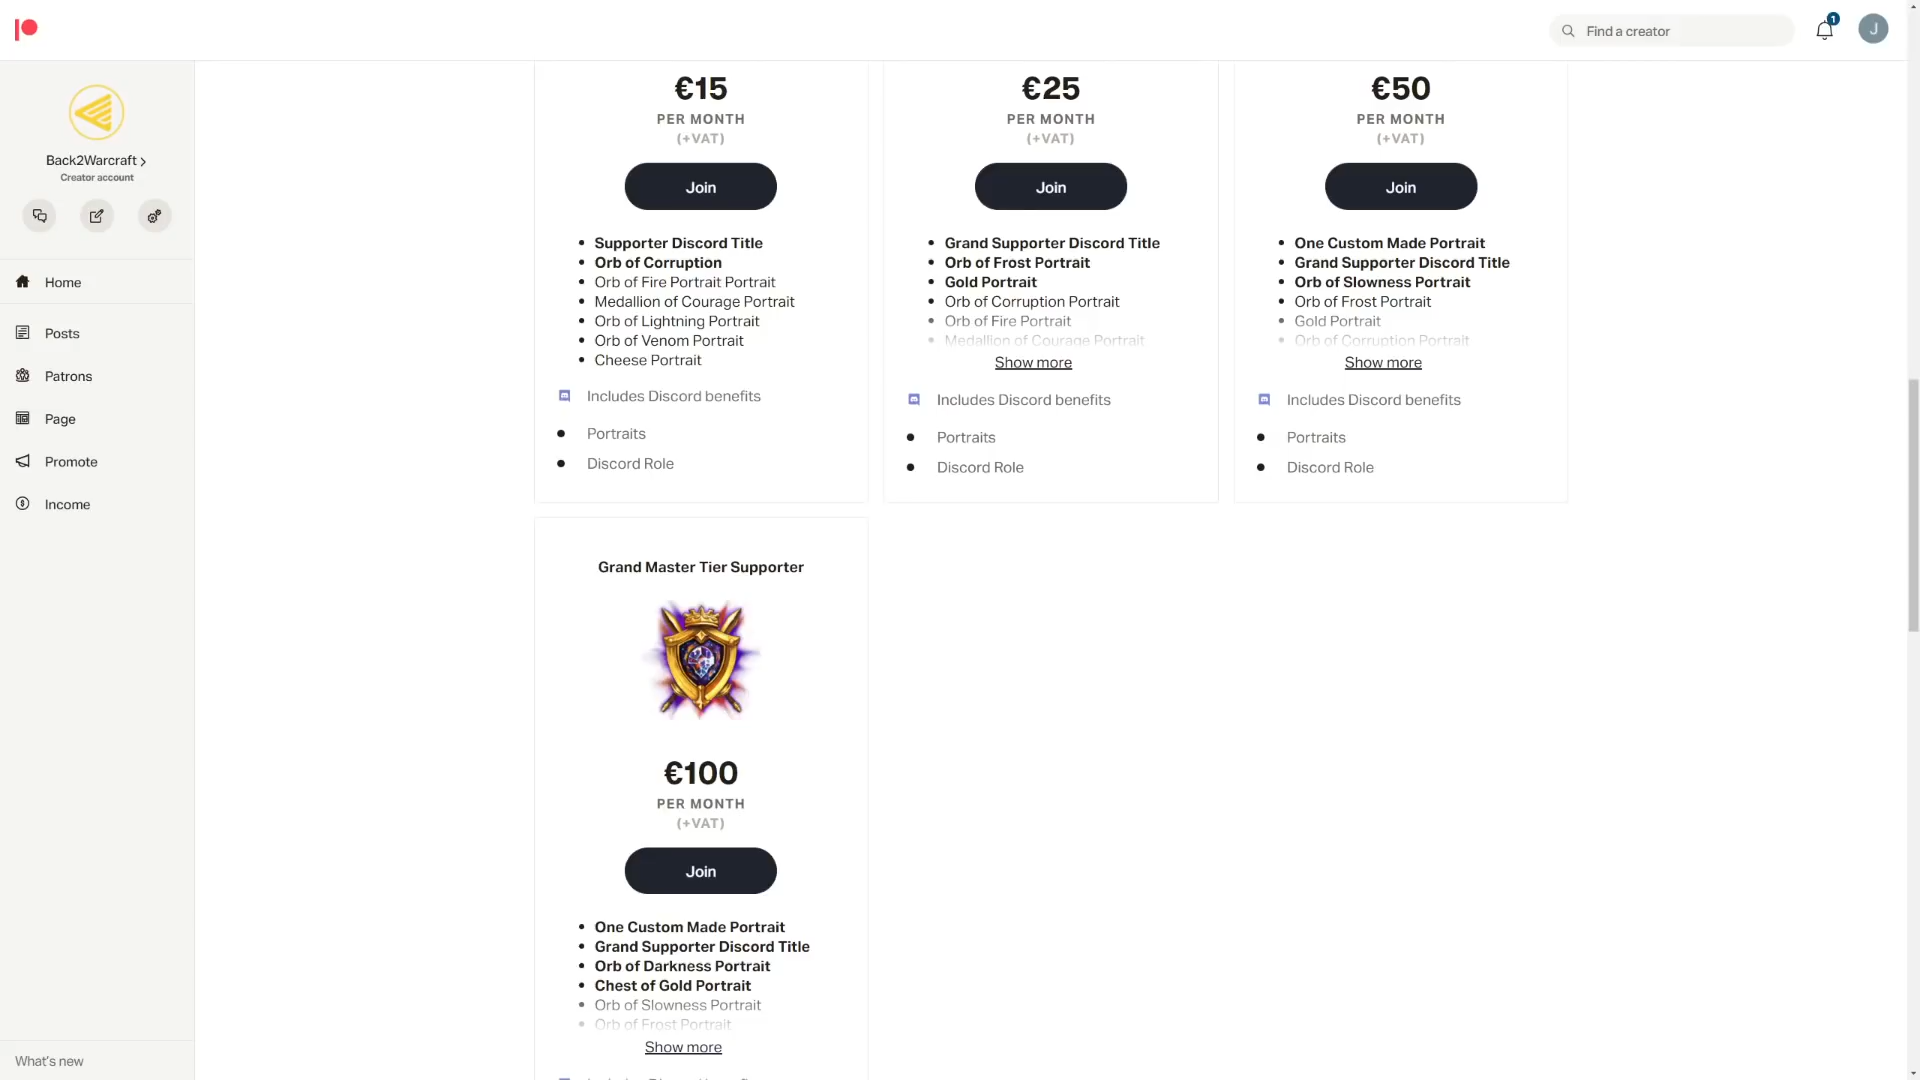 Find a creator
1
J
Back2Warcraft
Creator account
Home
Posts
Patrons
Page
Promote
Income
What's new
€15
PER MONTH
(+VAT)
Join
Supporter Discord Title
Orb of Corruption
Orb of Fire Portrait Portrait
Medallion of Courage Portrait
Orb of Lightning Portrait
Orb of Venom Portrait
Cheese Portrait
Includes Discord benefits
Portraits
Discord Role
€25
PER MONTH
(+VAT)
Join
Grand Supporter Discord Title
Orb of Frost Portrait
Gold Portrait
Orb of Corruption Portrait
Orb of Fire Portrait
Medallion of Courage Portrait
Show more
Includes Discord benefits
Portraits
Discord Role
€50
PER MONTH
(+VAT)
Join
One Custom Made Portrait
Grand Supporter Discord Title
Orb of Slowness Portrait
Orb of Frost Portrait
Gold Portrait
Orb of Corruption Portrait
Show more
Includes Discord benefits
Portraits
Discord Role
Grand Master Tier Supporter
€100
PER MONTH
(+VAT)
Join
One Custom Made Portrait
Grand Supporter Discord Title
Orb of Darkness Portrait
Chest of Gold Portrait
Orb of Slowness Portrait
Orb of Frost Portrait
Show more